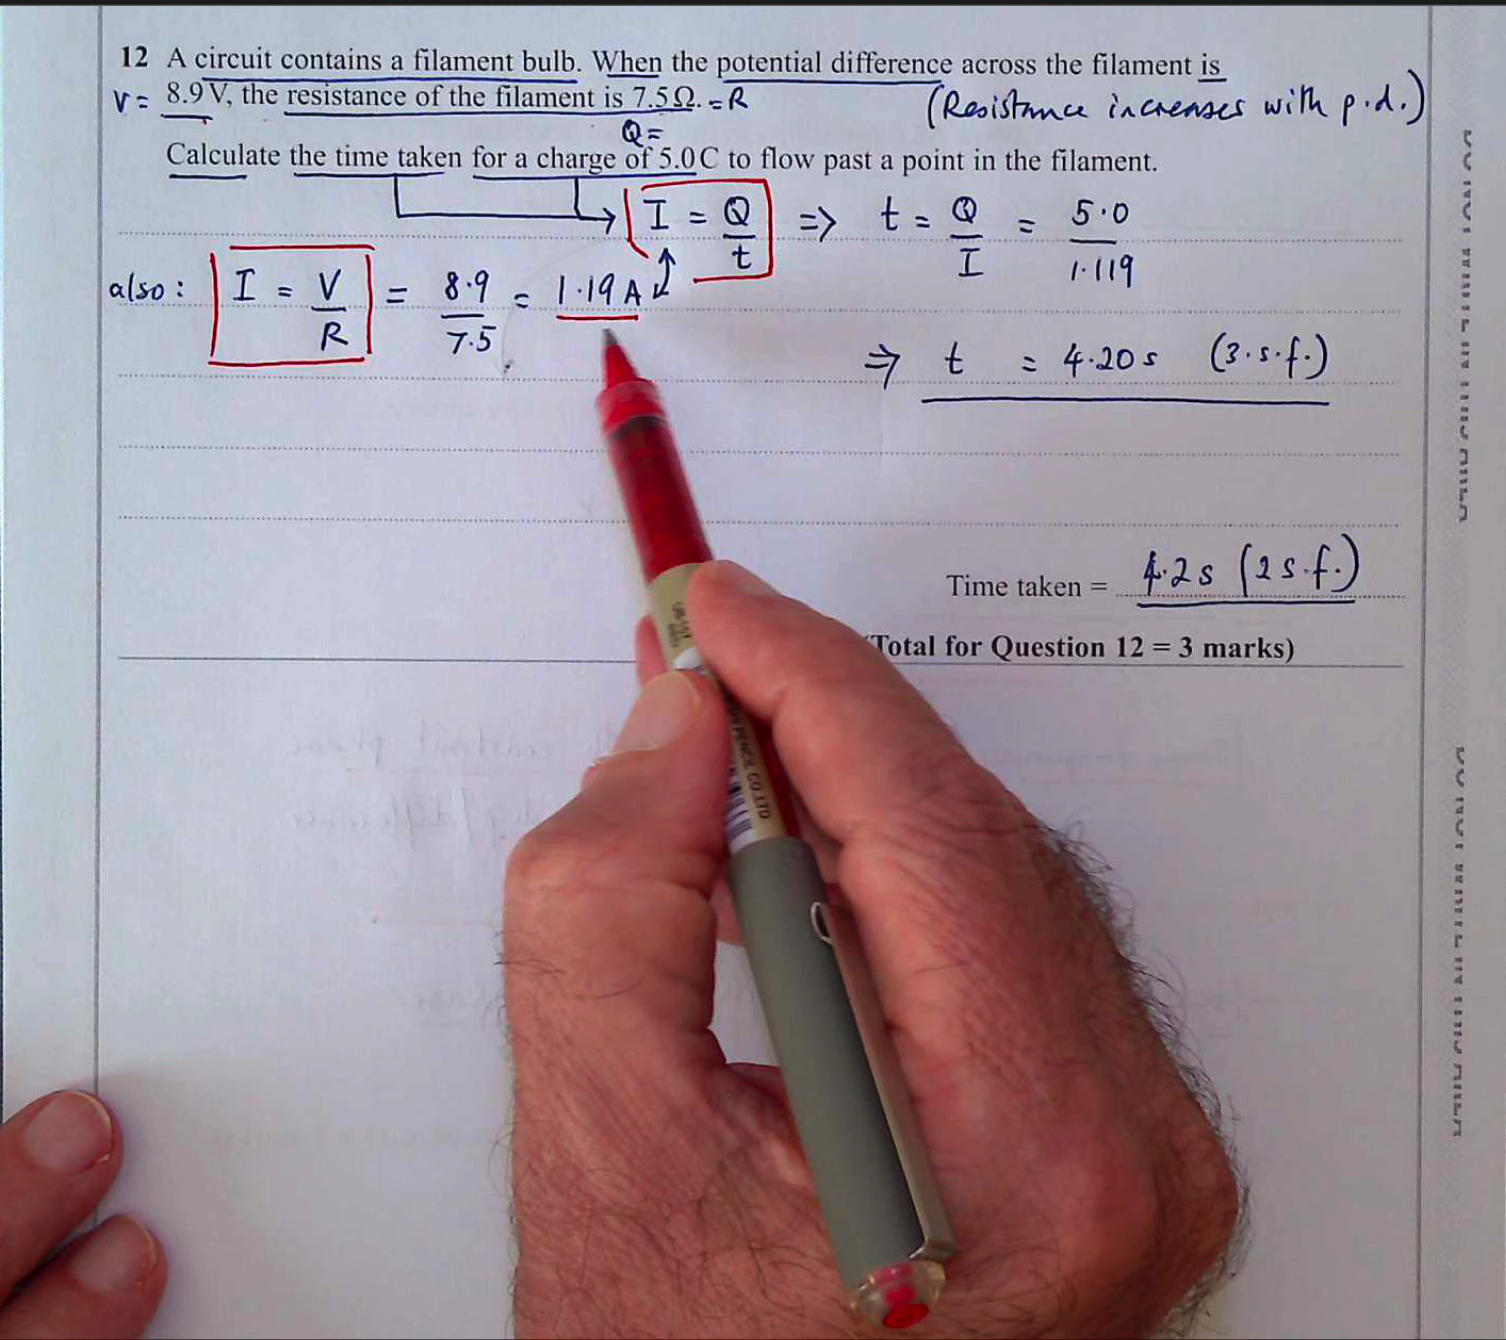 12 A circuit contains a filament bulb. When the potential difference across the filament is
V = 8.9 V, the resistance of the filament is 7.5 Ω. = R (Resistance increases with p.d.)
Q =
Calculate the time taken for a charge of 5.0 C to flow past a point in the filament.
I = Q/t => t = Q/I = 5.0/1.119
also: I = V/R = 8.9/7.5 = 1.19 A
=> t = 4.20 s (3.s.f.)
Time taken = 4.2 s (2 s.f.)
Total for Question 12 = 3 marks)
PENCIL CO.LTD